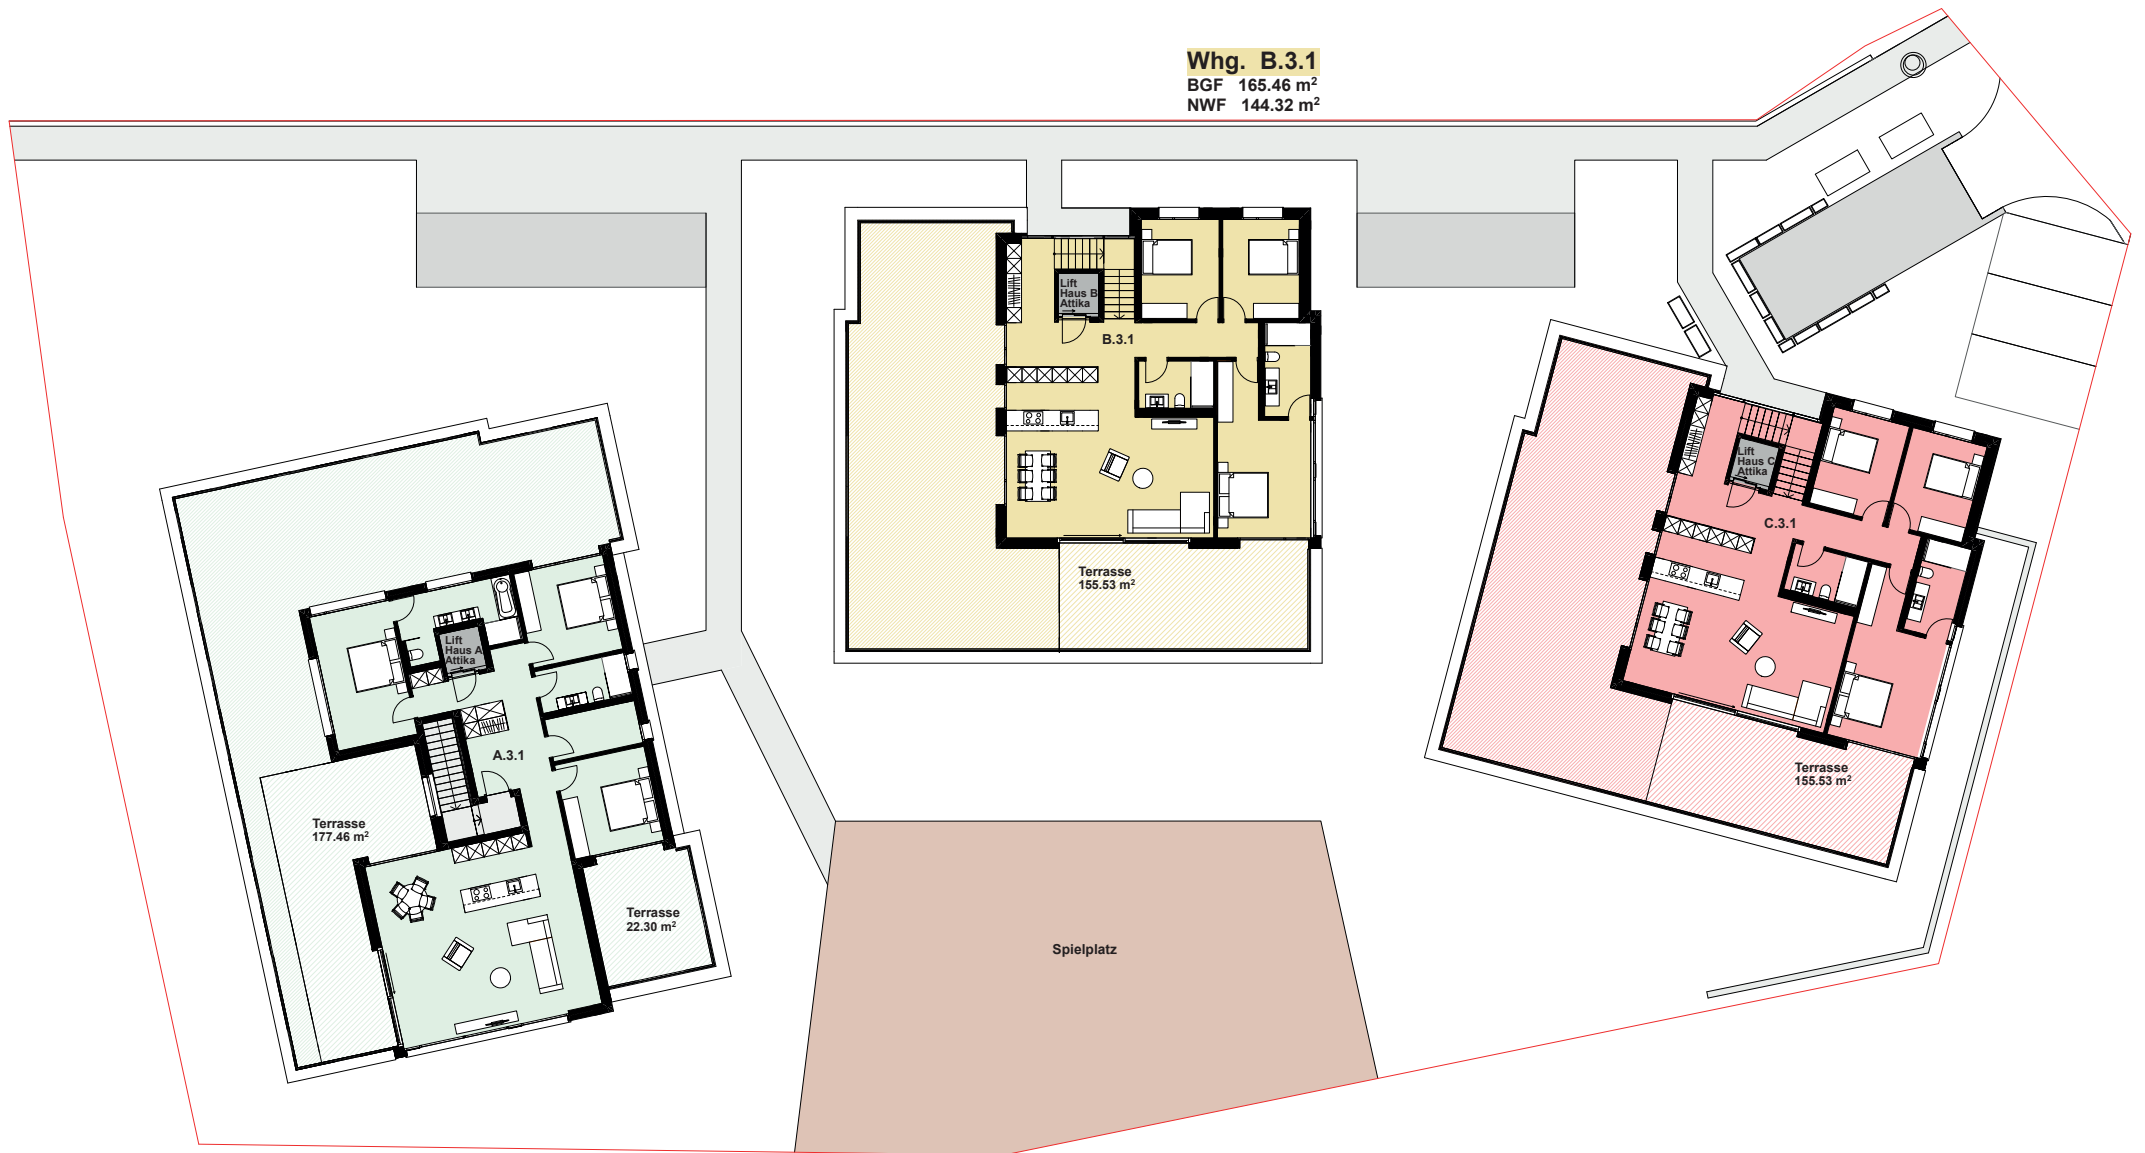 Whg. B.3.1
BGF 165.46 m²
NWF 144.32 m²
Lift
Haus B
Attika
B.3.1
Terrasse
155.53 m²
Lift
Haus C
Attika
C.3.1
Terrasse
155.53 m²
Lift
Haus A
Attika
A.3.1
Terrasse
177.46 m²
Terrasse
22.30 m²
Spielplatz